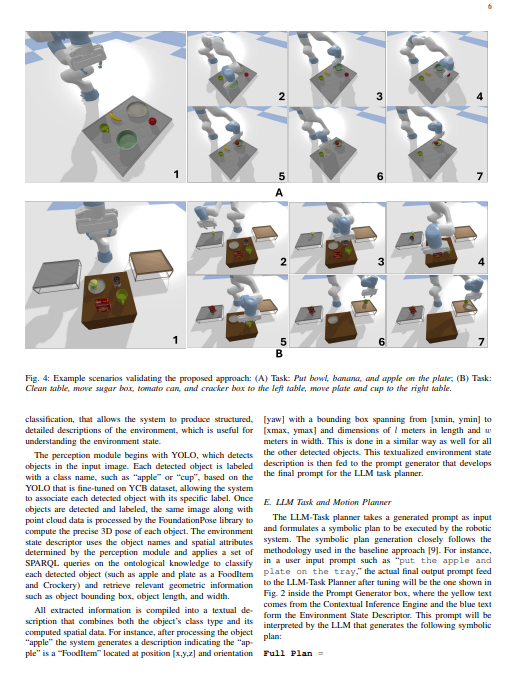 6
1
2
3
4
5
6
7
A
1
2
3
4
5
6
7
B
Fig. 4: Example scenarios validating the proposed approach: (A) Task: Put bowl, banana, and apple on the plate; (B) Task:
Clean table, move sugar box, tomato can, and cracker box to the left table, move plate and cup to the right table.
classification, that allows the system to produce structured,
detailed descriptions of the environment, which is useful for
understanding the environment state.
The perception module begins with YOLO, which detects
objects in the input image. Each detected object is labeled
with a class name, such as “apple” or “cup”, based on the
YOLO that is fine-tuned on YCB dataset, allowing the system
to associate each detected object with its specific label. Once
objects are detected and labeled, the same image along with
point cloud data is processed by the FoundationPose library to
compute the precise 3D pose of each object. The environment
state descriptor uses the object names and spatial attributes
determined by the perception module and applies a set of
SPARQL queries on the ontological knowledge to classify
each detected object (such as apple and plate as a FoodItem
and Crockery) and retrieve relevant geometric information
such as object bounding box, object length, and width.
All extracted information is compiled into a textual de-
scription that combines both the object’s class type and its
computed spatial data. For instance, after processing the object
“apple” the system generates a description indicating the “ap-
ple” is a “FoodItem” located at position [x,y,z] and orientation
[yaw] with a bounding box spanning from [xmin, ymin] to
[xmax, ymax] and dimensions of l meters in length and w
meters in width. This is done in a similar way as well for all
the other detected objects. This textualized environment state
description is then fed to the prompt generator that develops
the final prompt for the LLM task planner.
E. LLM Task and Motion Planner
The LLM-Task planner takes a generated prompt as input
and formulates a symbolic plan to be executed by the robotic
system. The symbolic plan generation closely follows the
methodology used in the baseline approach [9]. For instance,
in a user input prompt such as “put the apple and
plate on the tray,” the actual final output prompt feed
to the LLM-Task Planner after tuning will be the one shown in
Fig. 2 inside the Prompt Generator box, where the yellow text
comes from the Contextual Inference Engine and the blue text
form the Environment State Descriptor. This prompt will be
interpreted by the LLM that generates the following symbolic
plan:
Full Plan =